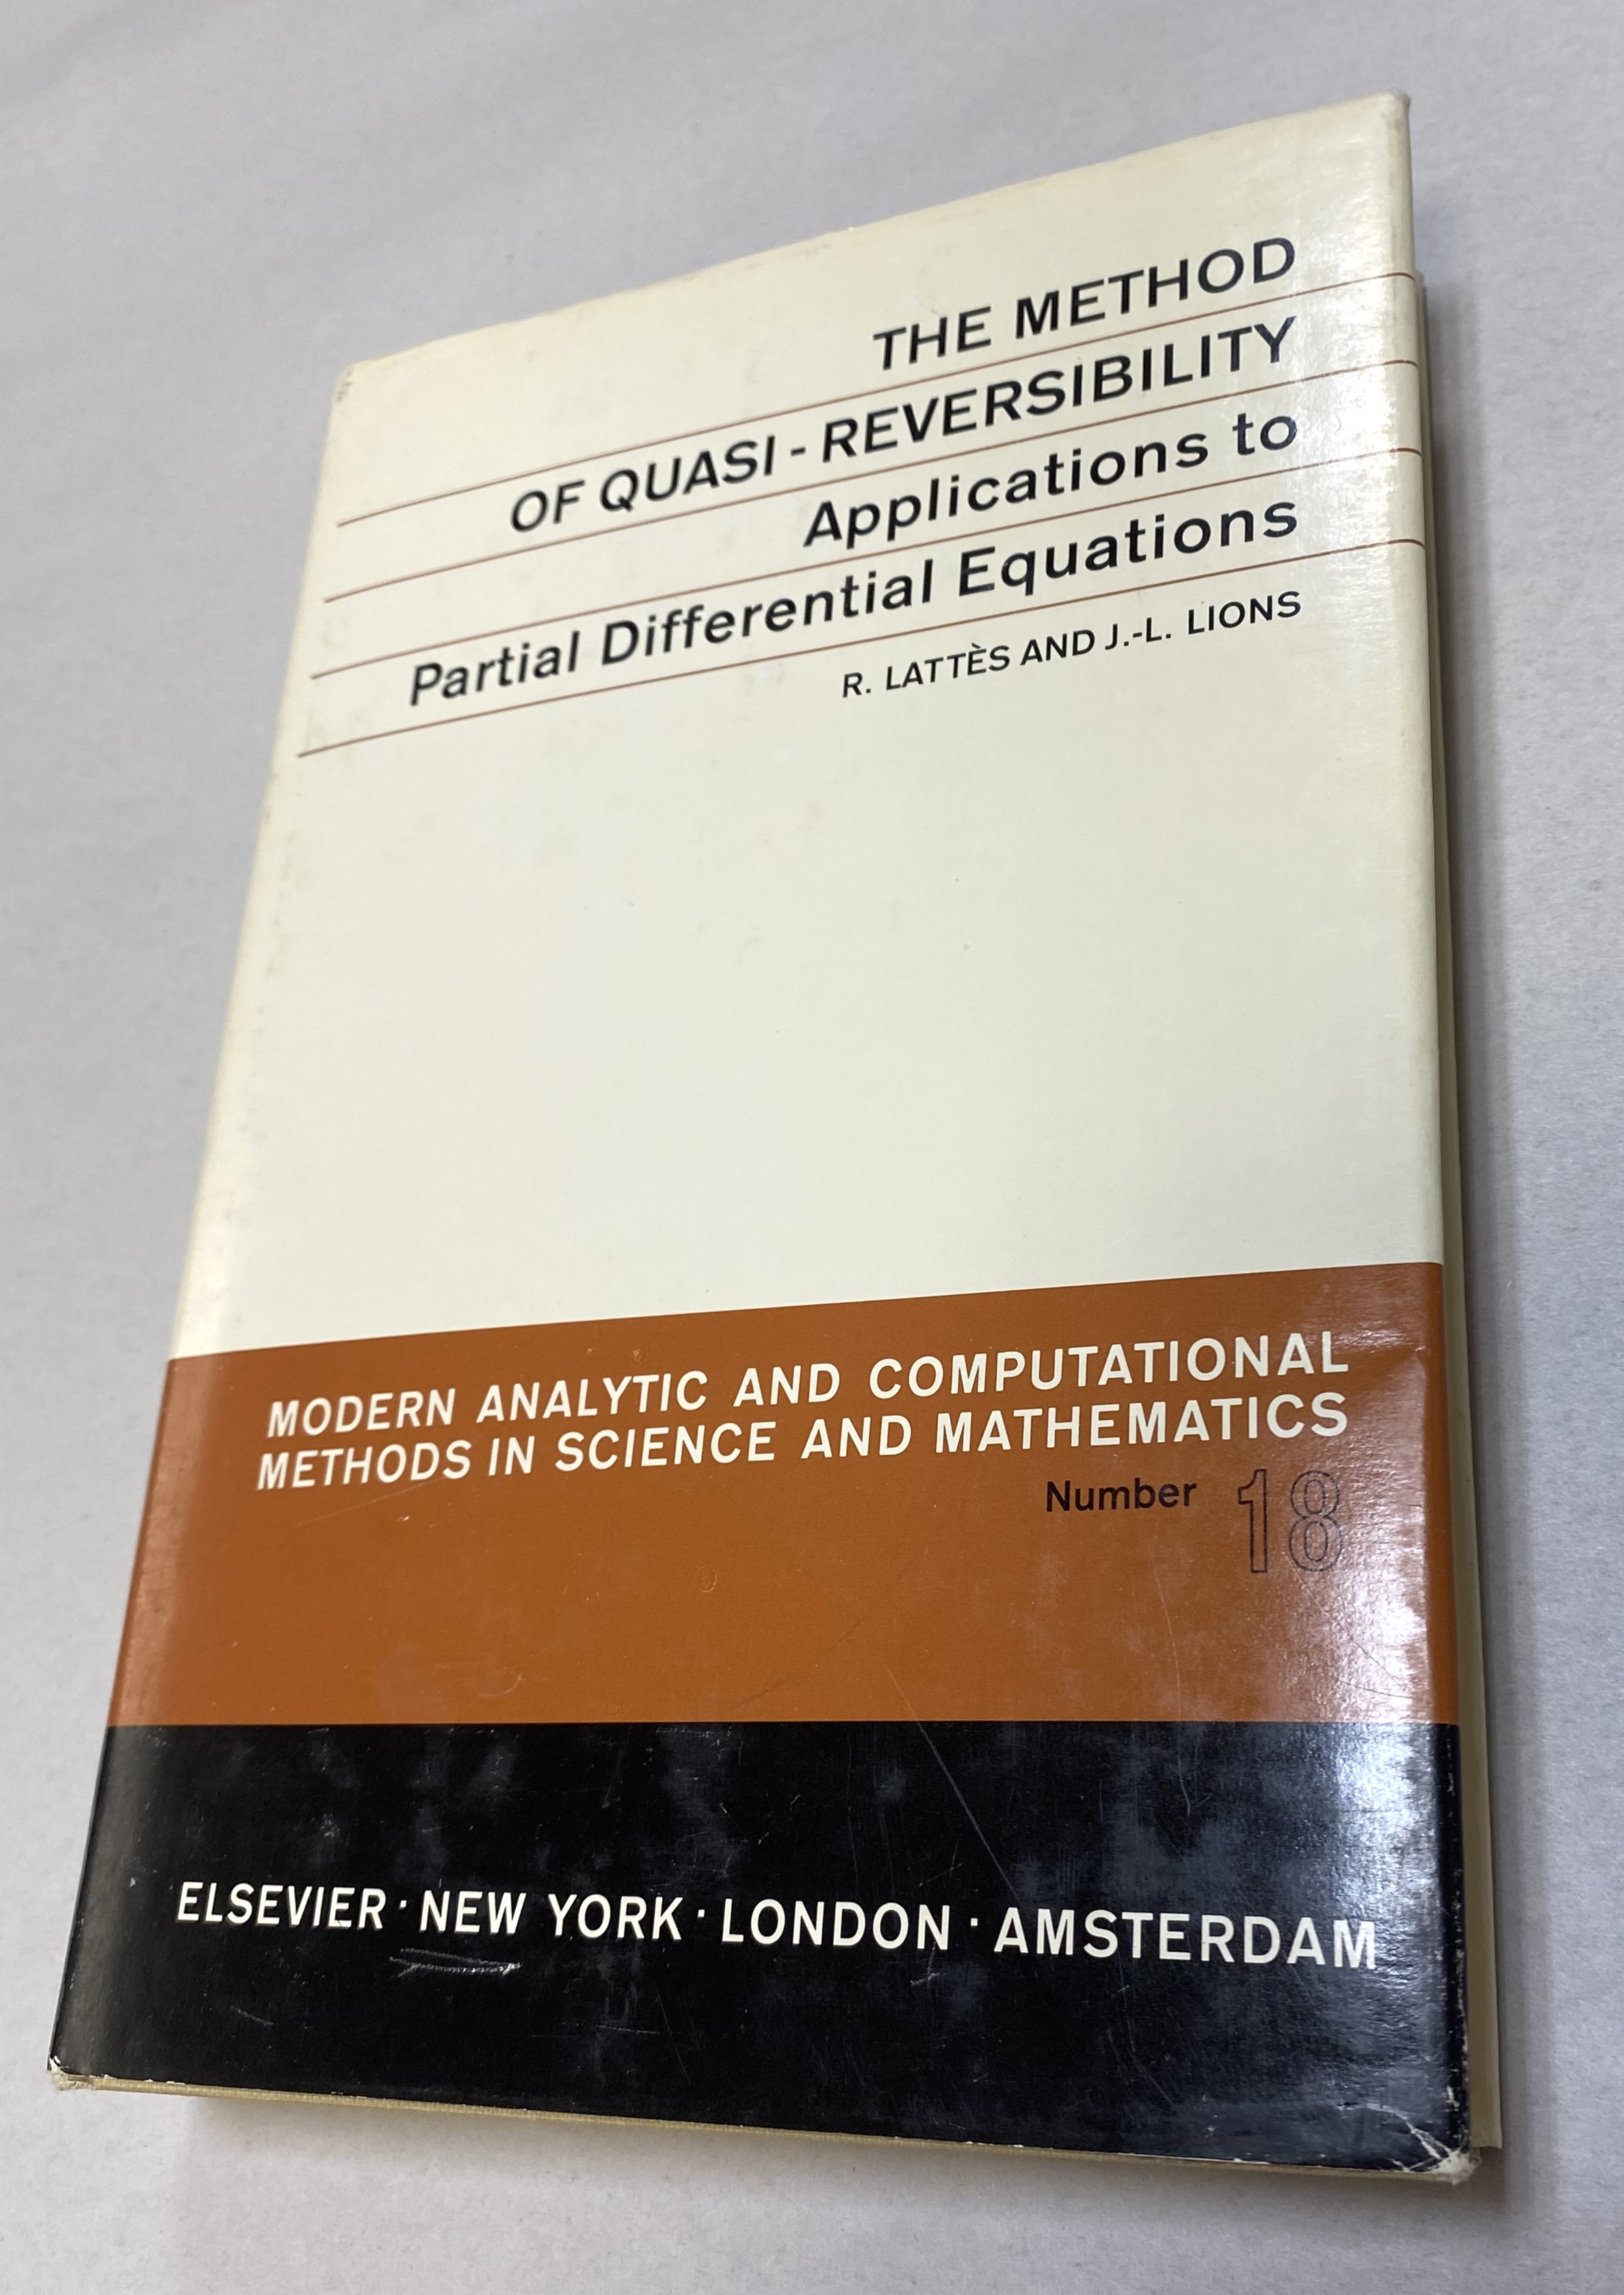 THE METHOD
OF QUASI - REVERSIBILITY
Applications to
Partial Differential Equations
R. LATTÈS AND J.-L. LIONS
MODERN ANALYTIC AND COMPUTATIONAL
METHODS IN SCIENCE AND MATHEMATICS
Number 18
ELSEVIER · NEW YORK · LONDON · AMSTERDAM